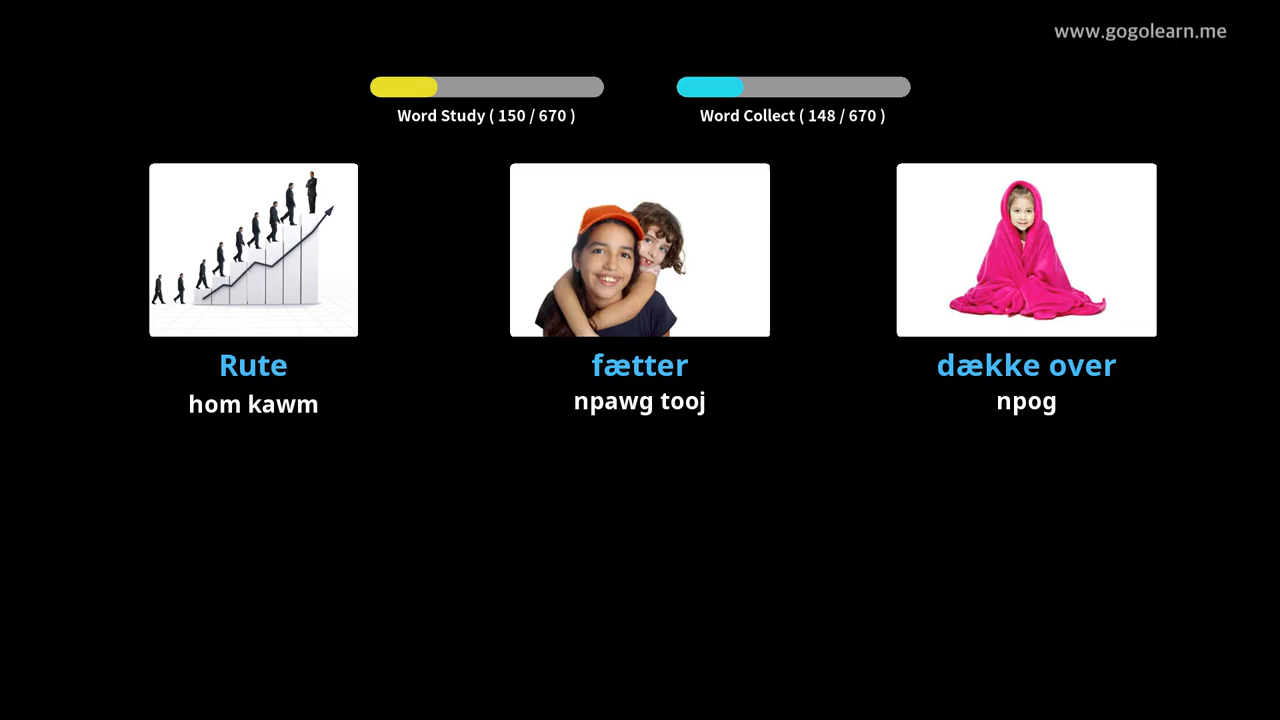 www.gogolearn.me
Word Study ( 150 / 670 )
Word Collect ( 148 / 670 )
Rute
hom kawm
fætter
npawg tooj
dække over
npog